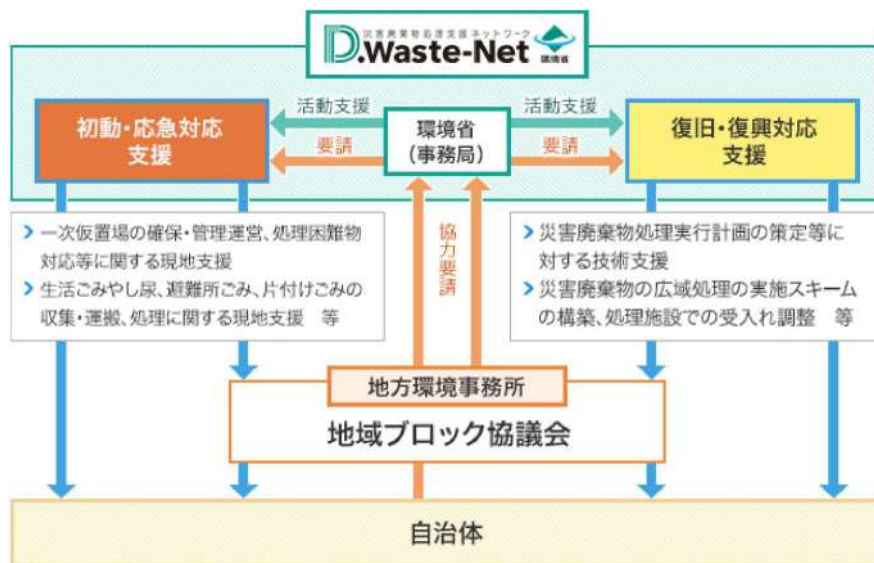 災害廃棄物処理支援ネットワーク
D.Waste-Net
環境省
初動・応急対応
支援
活動支援
要請
環境省
(事務局)
活動支援
要請
復旧・復興対応
支援
一次仮置場の確保・管理運営、処理困難物
対応等に関する現地支援
生活ごみやし尿、避難所ごみ、片付けごみの
収集・運搬、処理に関する現地支援 等
協力要請
災害廃棄物処理実行計画の策定等に
対する技術支援
災害廃棄物の広域処理の実施スキーム
の構築、処理施設での受入れ調整 等
地方環境事務所
地域ブロック協議会
自治体